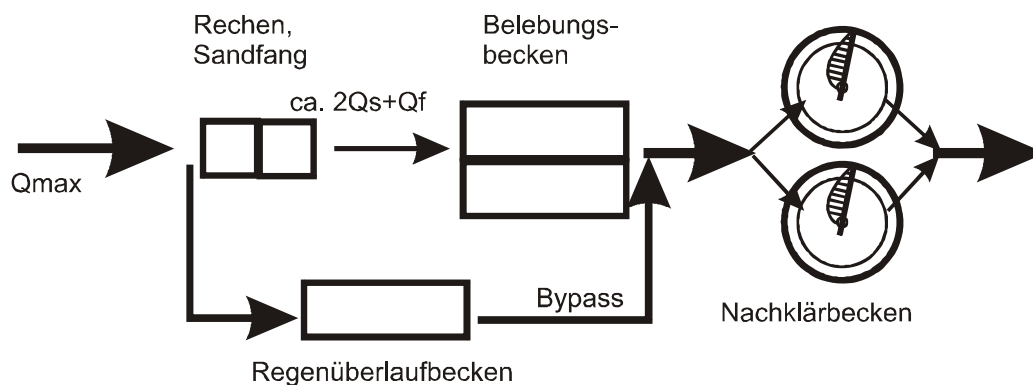 Rechen,
Sandfang
Belebungs-
becken
ca. 2Qs+Qf
Qmax
Bypass
Nachklärbecken
Regenüberlaufbecken